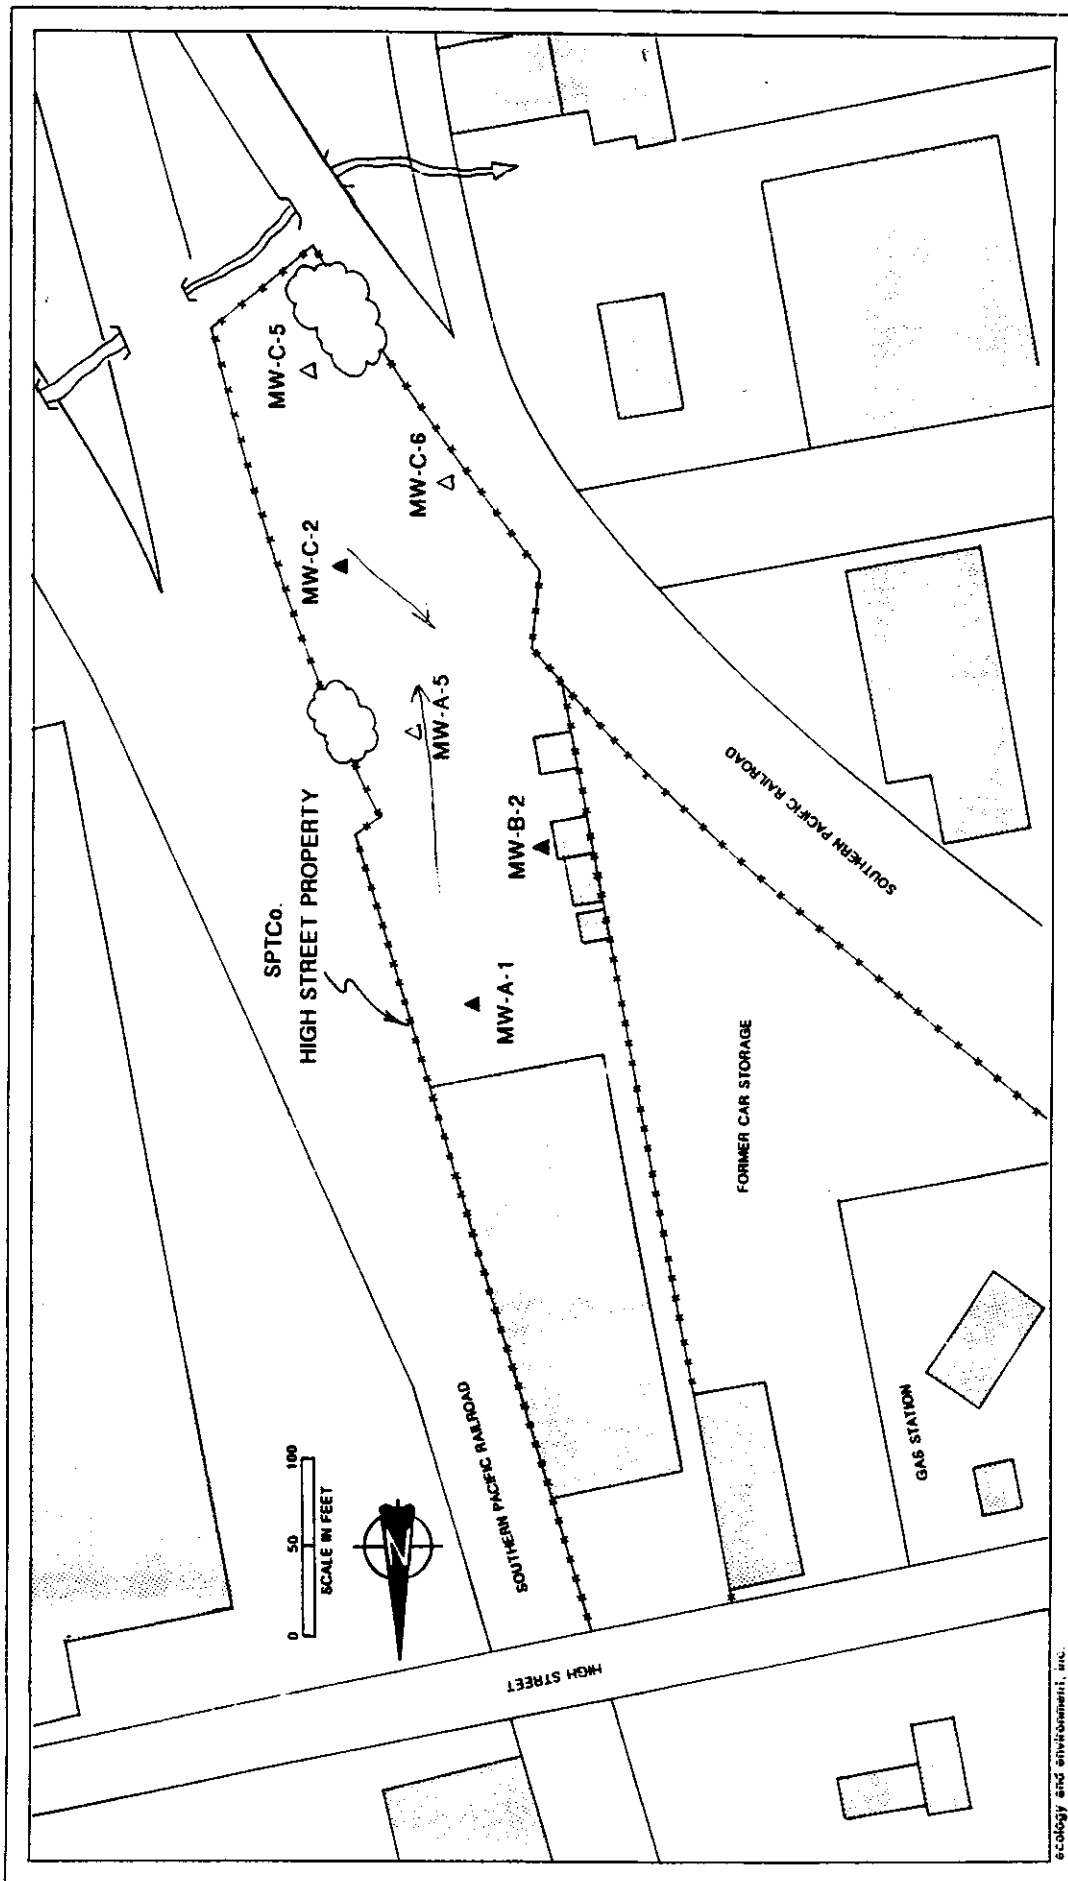 MW-C-5
MW-C-6
MW-C-2
MW-A-5
MW-B-2
MW-A-1
SPTCo.
HIGH STREET PROPERTY
SOUTHERN PACIFIC RAILROAD
FORMER CAR STORAGE
GAS STATION
SOUTHERN PACIFIC RAILROAD
0 50 100
SCALE IN FEET
N
HIGH STREET
ecology and environment, inc.